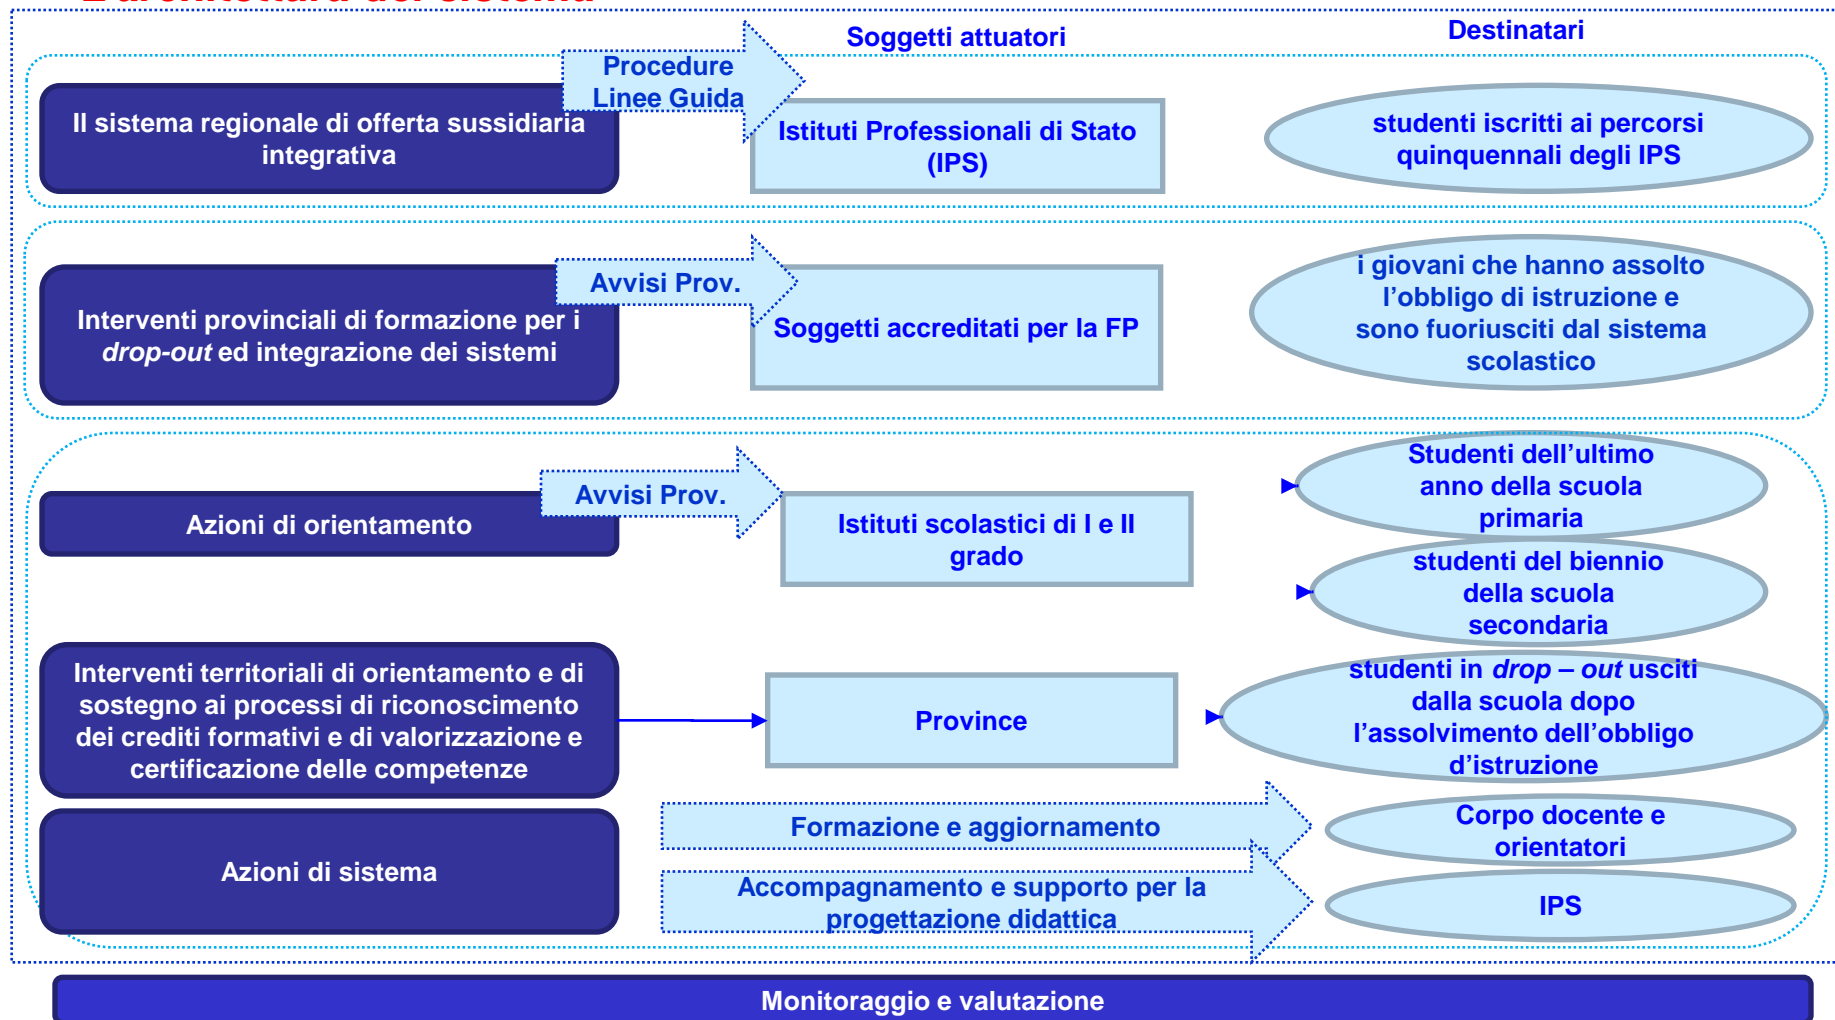 Soggetti attuatori
Destinatari
Procedure
Linee Guida
Il sistema regionale di offerta sussidiaria
integrativa
Istituti Professionali di Stato
(IPS)
studenti iscritti ai percorsi
quinquennali degli IPS
Avvisi Prov.
Interventi provinciali di formazione per i
drop-out ed integrazione dei sistemi
Soggetti accreditati per la FP
i giovani che hanno assolto
l’obbligo di istruzione e
sono fuoriusciti dal sistema
scolastico
Avvisi Prov.
Azioni di orientamento
Istituti scolastici di I e II
grado
Studenti dell’ultimo
anno della scuola
primaria
studenti del biennio
della scuola
secondaria
Interventi territoriali di orientamento e di
sostegno ai processi di riconoscimento
dei crediti formativi e di valorizzazione e
certificazione delle competenze
Province
studenti in drop – out usciti
dalla scuola dopo
l’assolvimento dell’obbligo
d’istruzione
Azioni di sistema
Formazione e aggiornamento
Corpo docente e
orientatori
Accompagnamento e supporto per la
progettazione didattica
IPS
Monitoraggio e valutazione